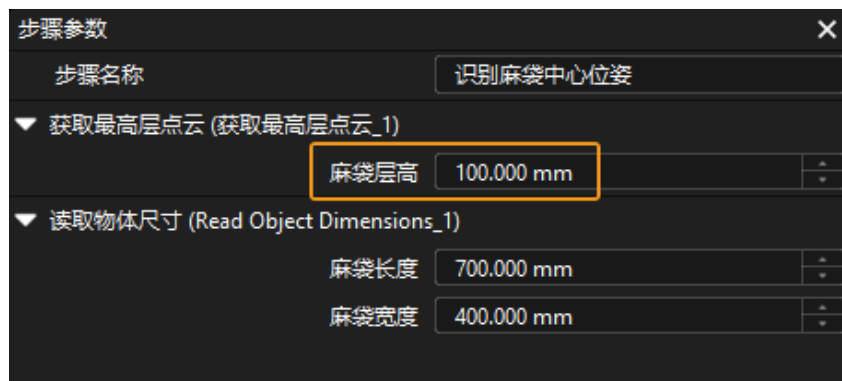 步骤参数
步骤名称 识别麻袋中心位姿
获取最高层点云 (获取最高层点云_1)
麻袋层高 100.000 mm
读取物体尺寸 (Read Object Dimensions_1)
麻袋长度 700.000 mm
麻袋宽度 400.000 mm